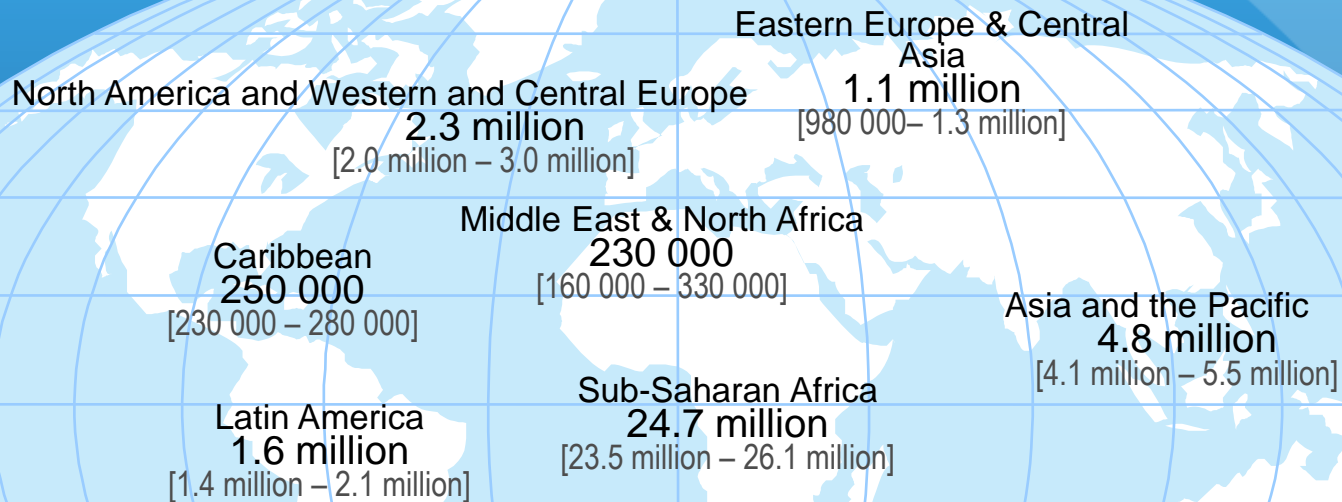 Eastern Europe & Central
Asia
1.1 million
[980 000– 1.3 million]
North America and Western and Central Europe
2.3 million
[2.0 million – 3.0 million]
Middle East & North Africa
230 000
[160 000 – 330 000]
Caribbean
250 000
[230 000 – 280 000]
Asia and the Pacific
4.8 million
[4.1 million – 5.5 million]
Sub-Saharan Africa
24.7 million
[23.5 million – 26.1 million]
Latin America
1.6 million
[1.4 million – 2.1 million]